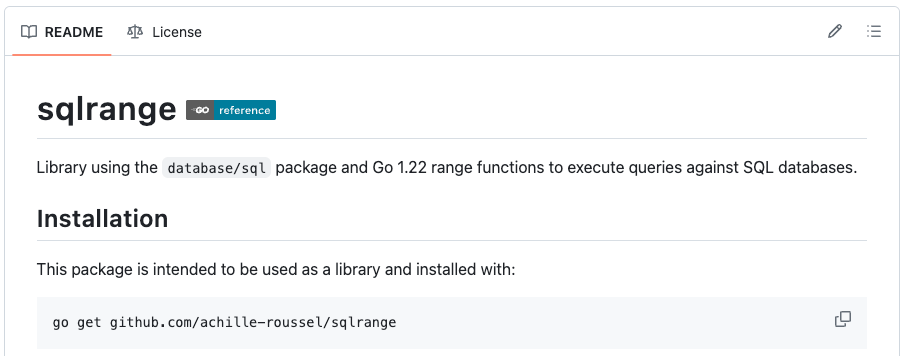 README
License
sqlrange
GO reference
Library using the database/sql package and Go 1.22 range functions to execute queries against SQL databases.
Installation
This package is intended to be used as a library and installed with:
go get github.com/achille-roussel/sqlrange